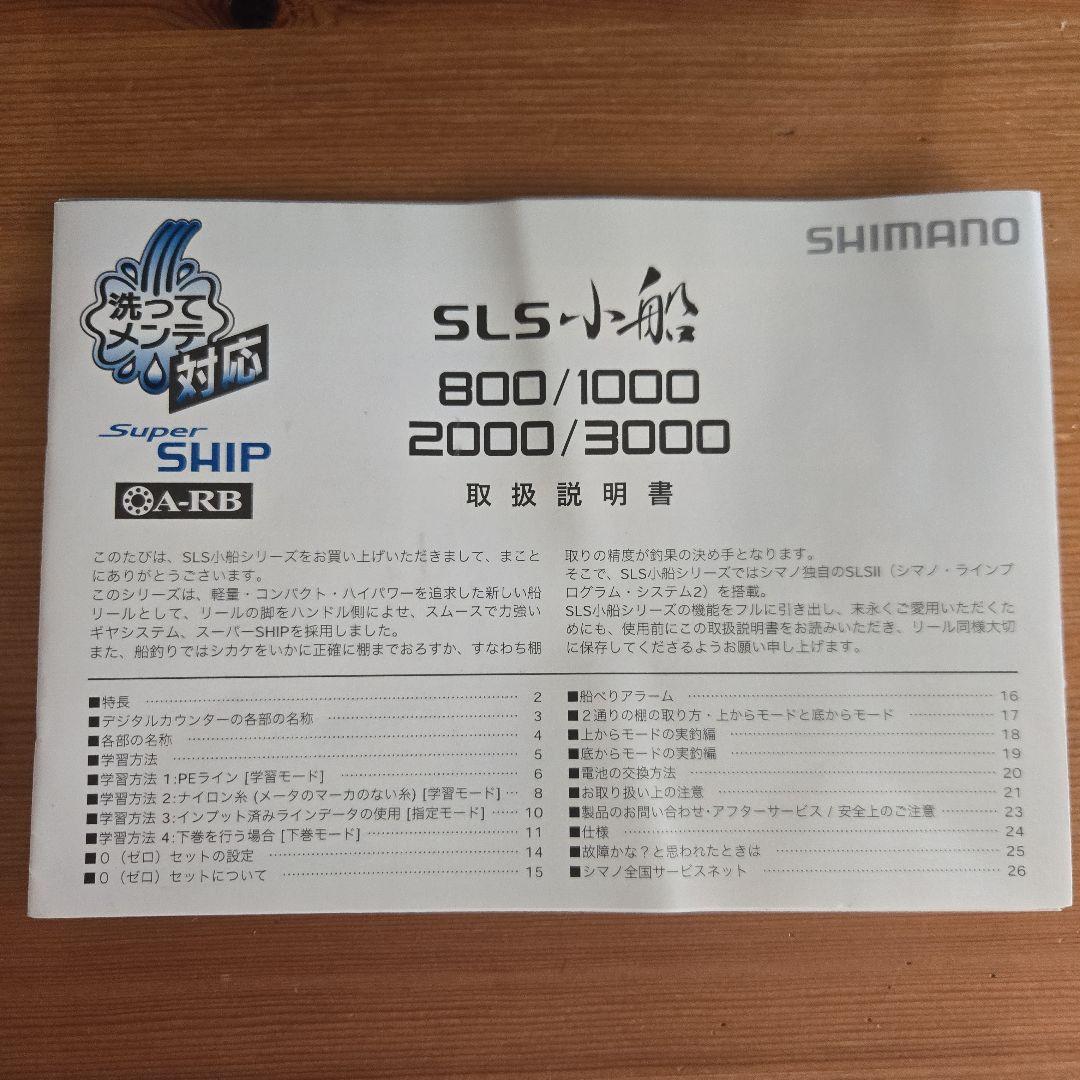 SHIMANO
洗って
メンテ
対応
Super
SHIP
A-RB
SLS小船
800/1000
2000/3000
取扱説明書
このたびは、SLS小船シリーズをお買い上げいただきまして、まこと
にありがとうございます。
このシリーズは、軽量・コンパクト・ハイパワーを追求した新しい船
リールとして、リールの脚をハンドル側によせ、スムースで力強い
ギヤシステム、スーパーSHIPを採用しました。
また、船釣りではシカケをいかに正確に棚までおろすか、すなわち棚
取りの精度が釣果の決め手となります。
そこで、SLS小船シリーズではシマノ独自のSLSII（シマノ・ラインプ
ログラム・システム2）を搭載。
SLS小船シリーズの機能をフルに引き出し、末永くご愛用いただくた
めにも、使用前にこの取扱説明書をお読みいただき、リール同様大切
に保存してくださるようお願い申し上げます。
■特長 2
■デジタルカウンターの各部の名称 3
■各部の名称 4
■学習方法 5
■学習方法 1:PEライン [学習モード] 6
■学習方法 2:ナイロン糸 (メータのマーカのない糸) [学習モード] 8
■学習方法 3:インプット済みラインデータの使用 [指定モード] 10
■学習方法 4:下巻を行う場合 [下巻モード] 11
■0（ゼロ）セットの設定 14
■0（ゼロ）セットについて 15
■船べりアラーム 16
■2通りの棚の取り方・上からモードと底からモード 17
■上からモードの実釣編 18
■底からモードの実釣編 19
■電池の交換方法 20
■お取り扱い上の注意 21
■製品のお問い合わせ・アフターサービス / 安全上のご注意 23
■仕様 24
■故障かな？と思われたときは 25
■シマノ全国サービスネット 26